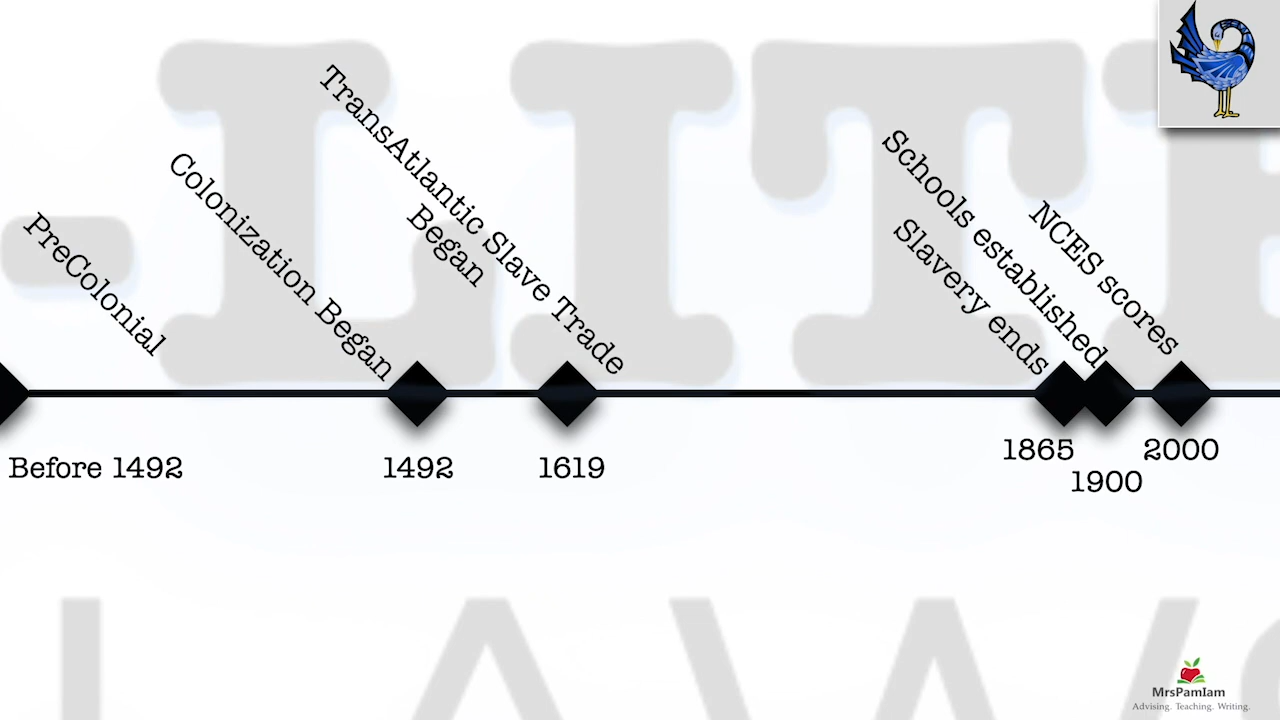 PreColonial
Colonization Began
TransAtlantic Slave Trade
Began
Slavery ends
Schools established
NCES scores
Before 1492
1492
1619
1865
1900
2000
MrsPamIam
Advising. Teaching. Writing.